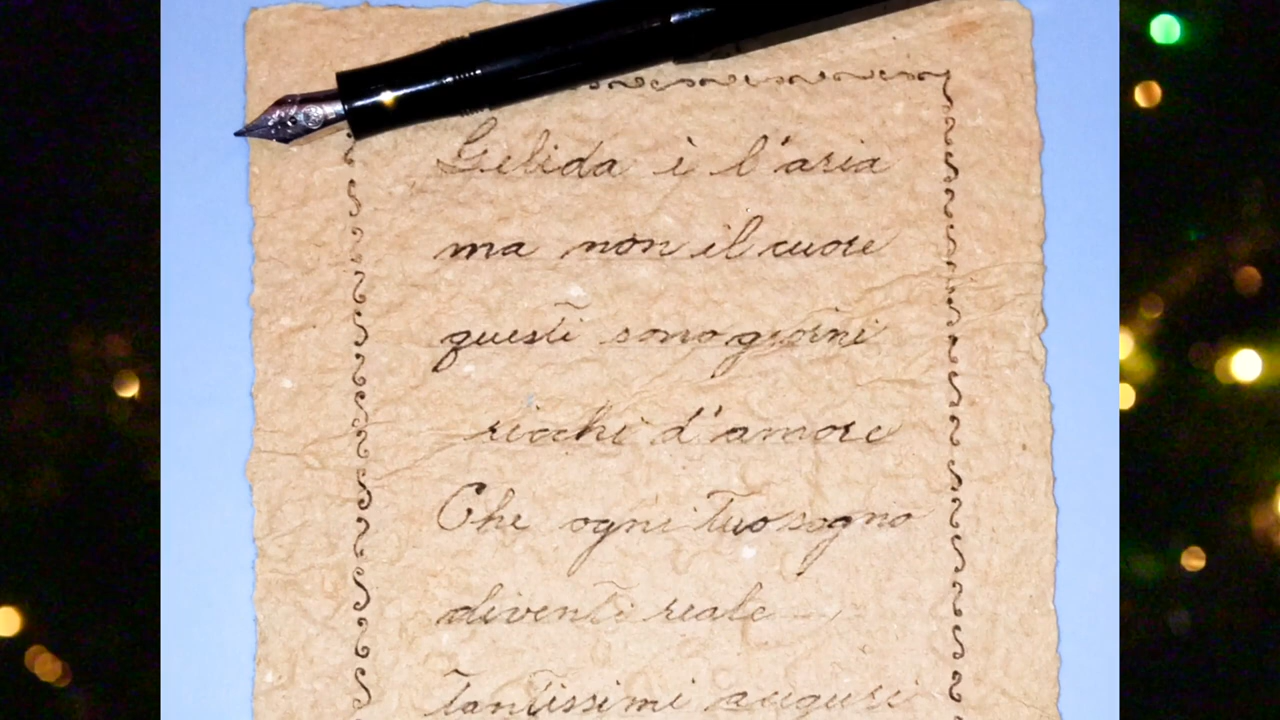 Gelida è l'aria
ma non il cuore
questi sono giorni
ricchi d'amore
Che ogni tuo sogno
diventi reale
Tantissimi auguri